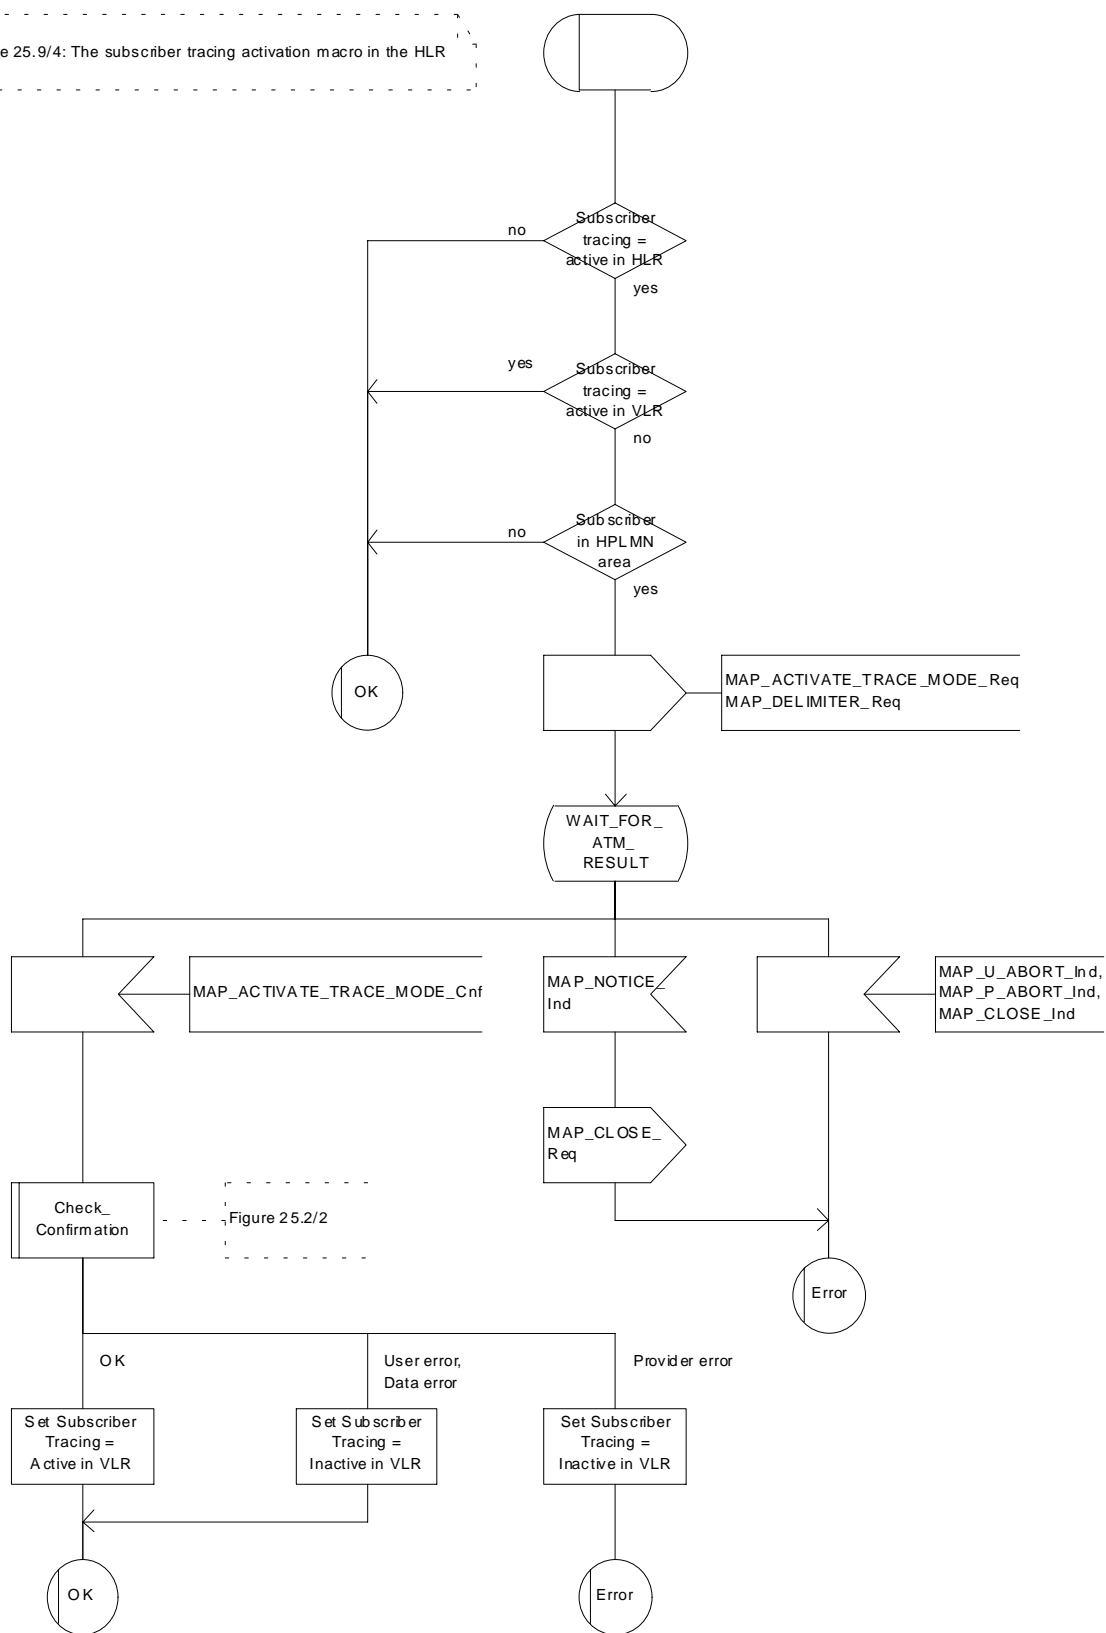 e 25.9/4: The subscriber tracing activation macro in the HLR
Subscriber
tracing =
active in HLR
no
yes
Subscriber
tracing =
active in VLR
yes
no
Subscriber
in HPLMN
area
no
yes
OK
MAP_ACTIVATE_TRACE_MODE_Req
MAP_DELIMITER_Req
WAIT_FOR_
ATM_
RESULT
MAP_ACTIVATE_TRACE_MODE_Cnf
MAP_NOTICE_
Ind
MAP_U_ABORT_Ind,
MAP_P_ABORT_Ind,
MAP_CLOSE_Ind
MAP_CLOSE_
Req
Check_
Confirmation
Figure 25.2/2
Error
OK
User error,
Data error
Provider error
Set Subscriber
Tracing =
Active in VLR
Set Subscriber
Tracing =
Inactive in VLR
Set Subscriber
Tracing =
Inactive in VLR
OK
Error